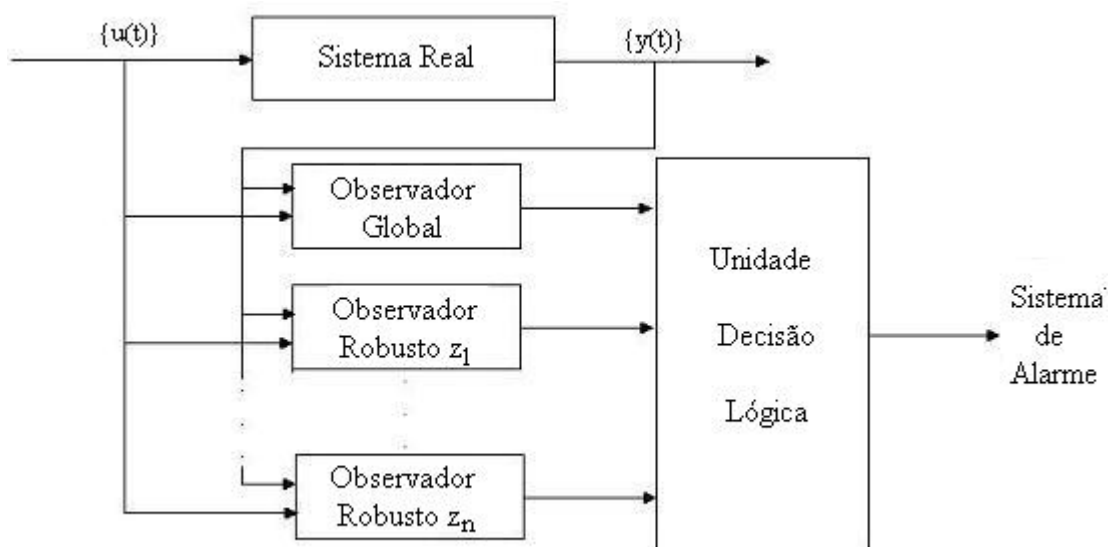 {u(t)}
Sistema Real
{y(t)}
Observador
Global
Observador
Robusto z1
Observador
Robusto zn
Unidade
Decisão
Lógica
Sistema
de
Alarme